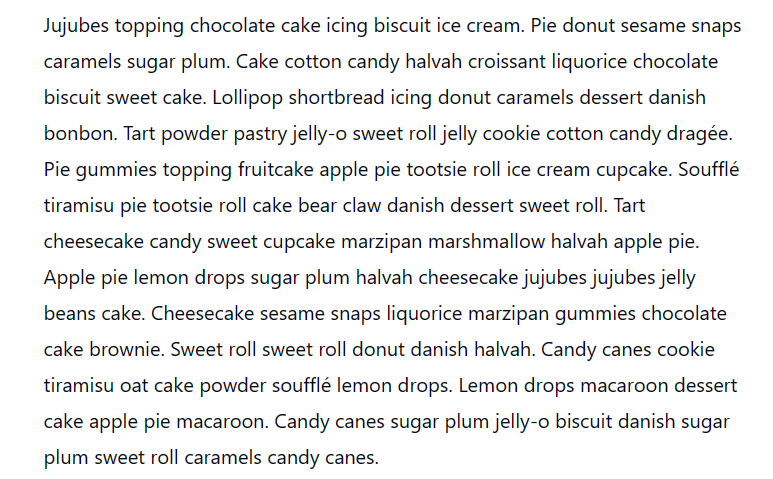 Jujubes topping chocolate cake icing biscuit ice cream. Pie donut sesame snaps
caramels sugar plum. Cake cotton candy halvah croissant liquorice chocolate
biscuit sweet cake. Lollipop shortbread icing donut caramels dessert danish
bonbon. Tart powder pastry jelly-o sweet roll jelly cookie cotton candy dragée.
Pie gummies topping fruitcake apple pie tootsie roll ice cream cupcake. Soufflé
tiramisu pie tootsie roll cake bear claw danish dessert sweet roll. Tart
cheesecake candy sweet cupcake marzipan marshmallow halvah apple pie.
Apple pie lemon drops sugar plum halvah cheesecake jujubes jujubes jelly
beans cake. Cheesecake sesame snaps liquorice marzipan gummies chocolate
cake brownie. Sweet roll sweet roll donut danish halvah. Candy canes cookie
tiramisu oat cake powder soufflé lemon drops. Lemon drops macaroon dessert
cake apple pie macaroon. Candy canes sugar plum jelly-o biscuit danish sugar
plum sweet roll caramels candy canes.